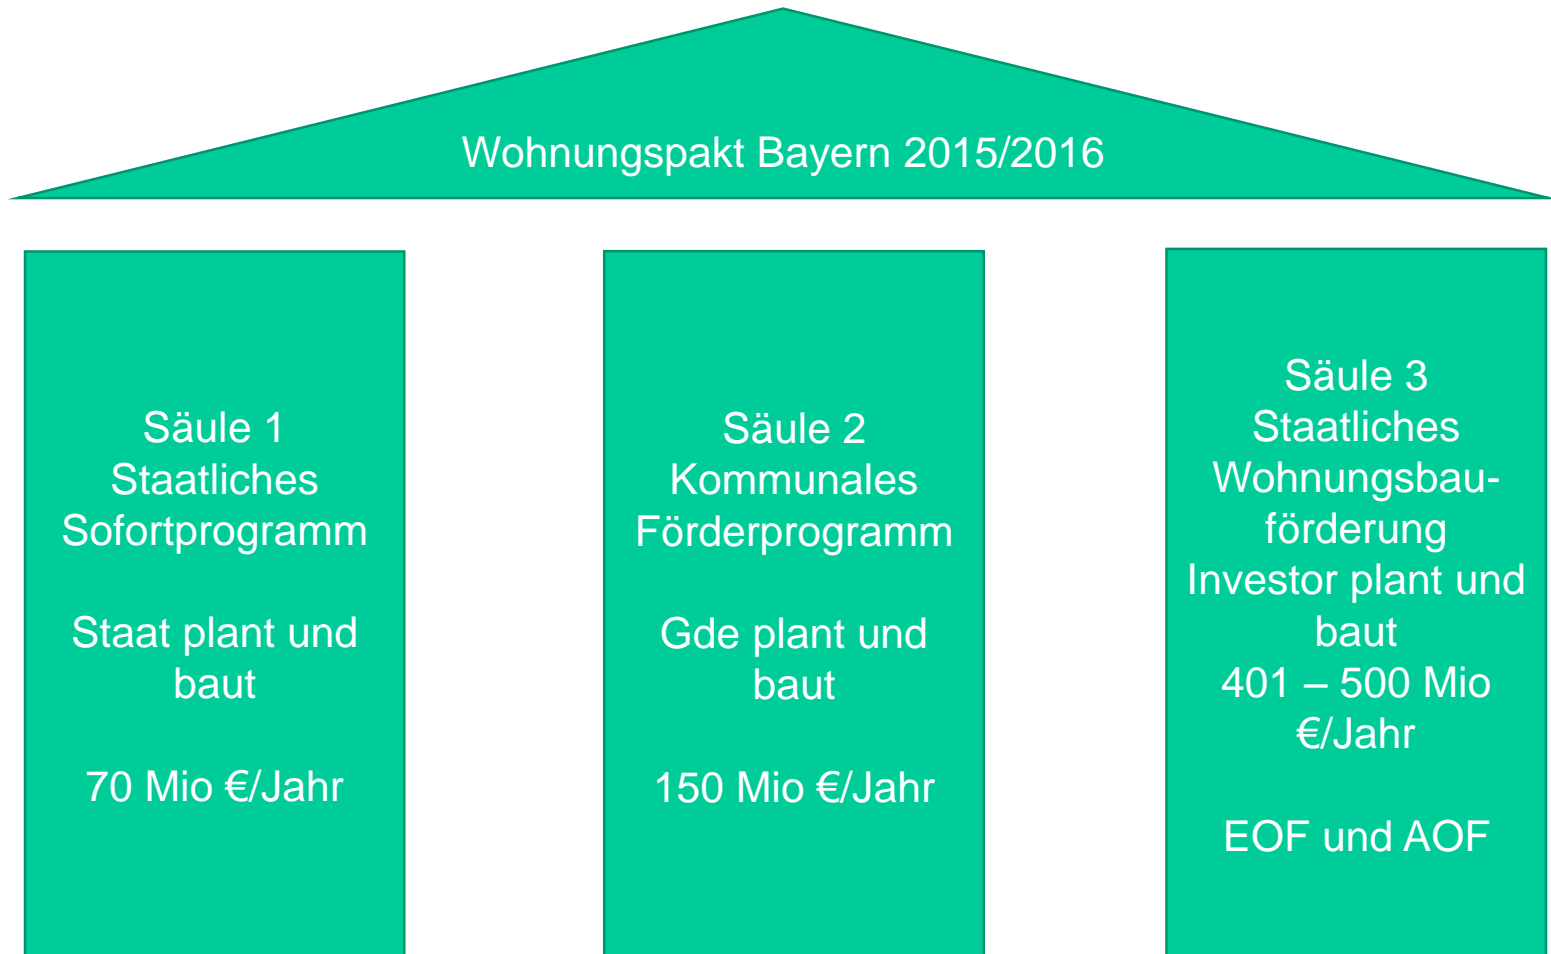 Wohnungspakt Bayern 2015/2016
Säule 1
Staatliches
Sofortprogramm
Staat plant und
baut
70 Mio €/Jahr
Säule 2
Kommunales
Förderprogramm
Gde plant und
baut
150 Mio €/Jahr
Säule 3
Staatliches
Wohnungsbau-
förderung
Investor plant und
baut
401 – 500 Mio
€/Jahr
EOF und AOF